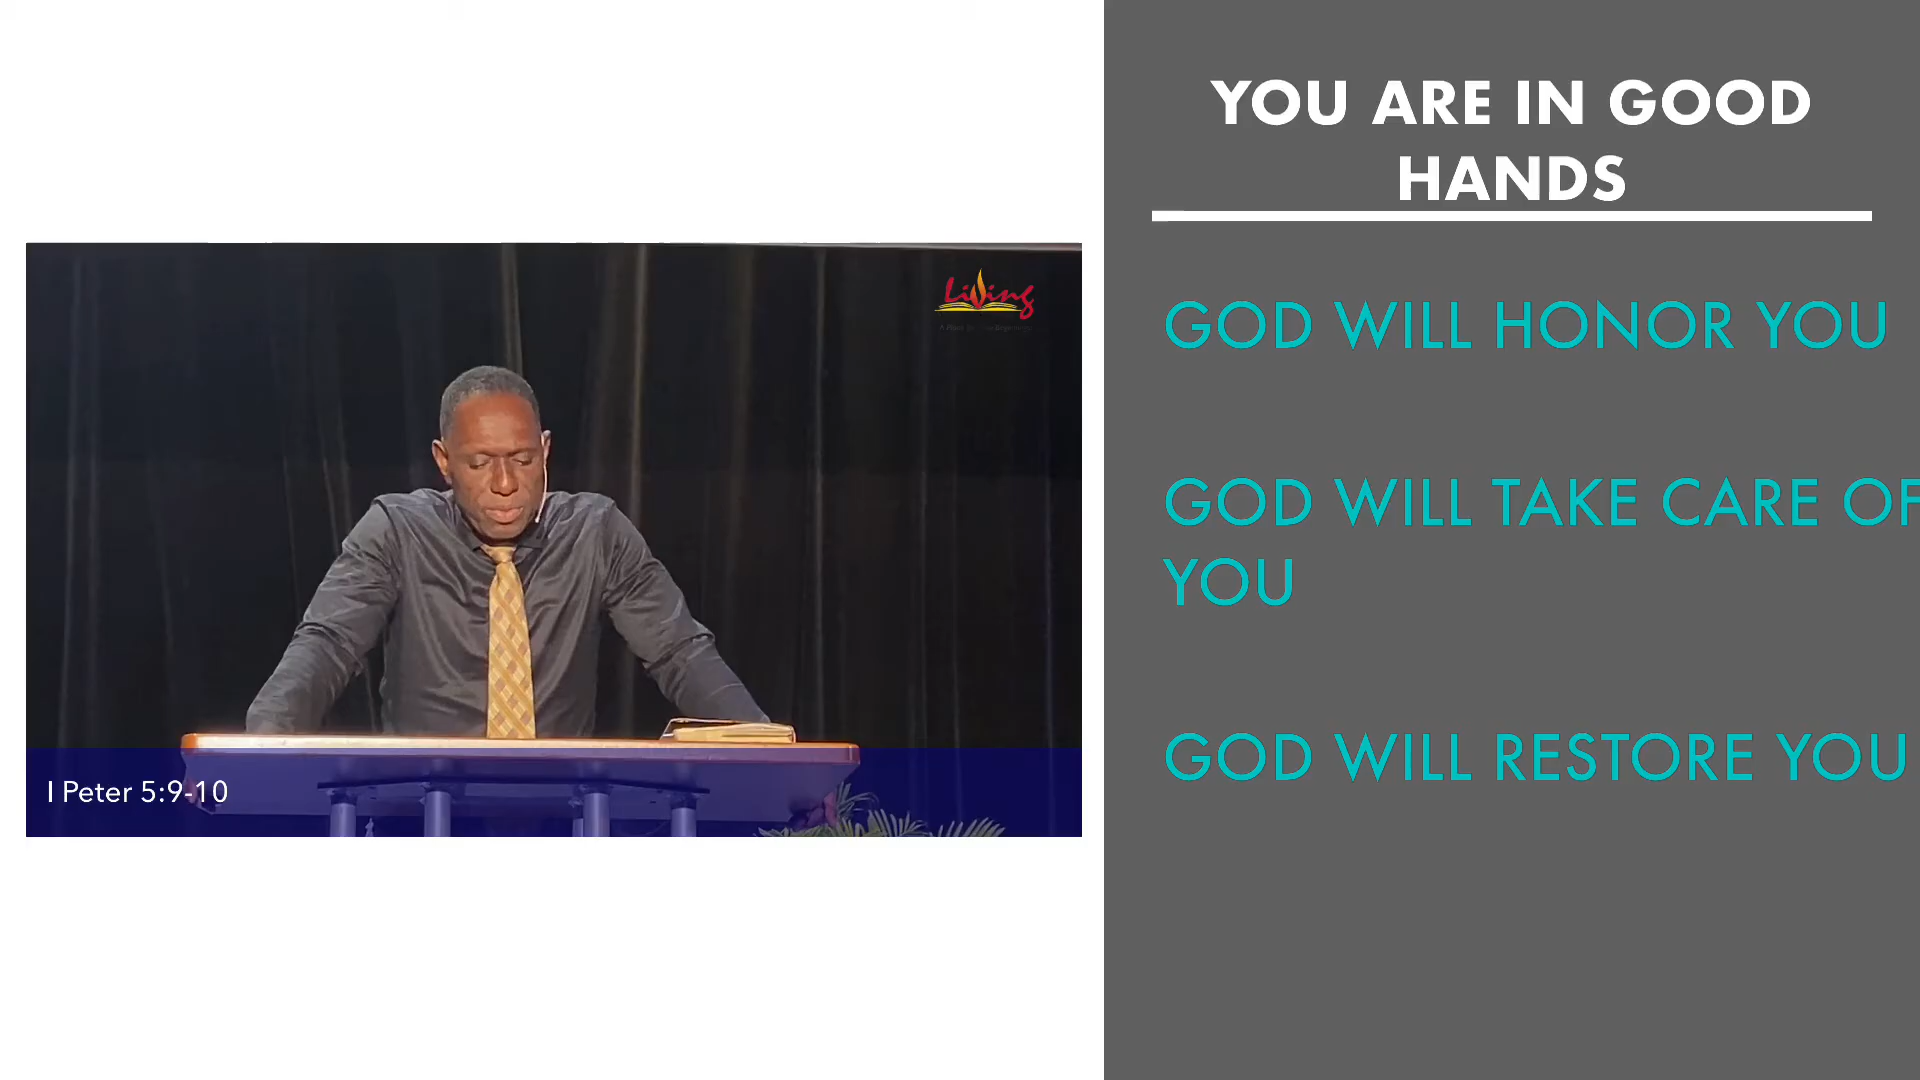 YOU ARE IN GOOD
HANDS
GOD WILL HONOR YOU
GOD WILL TAKE CARE OF
YOU
GOD WILL RESTORE YOU
Living
I Peter 5:9-10